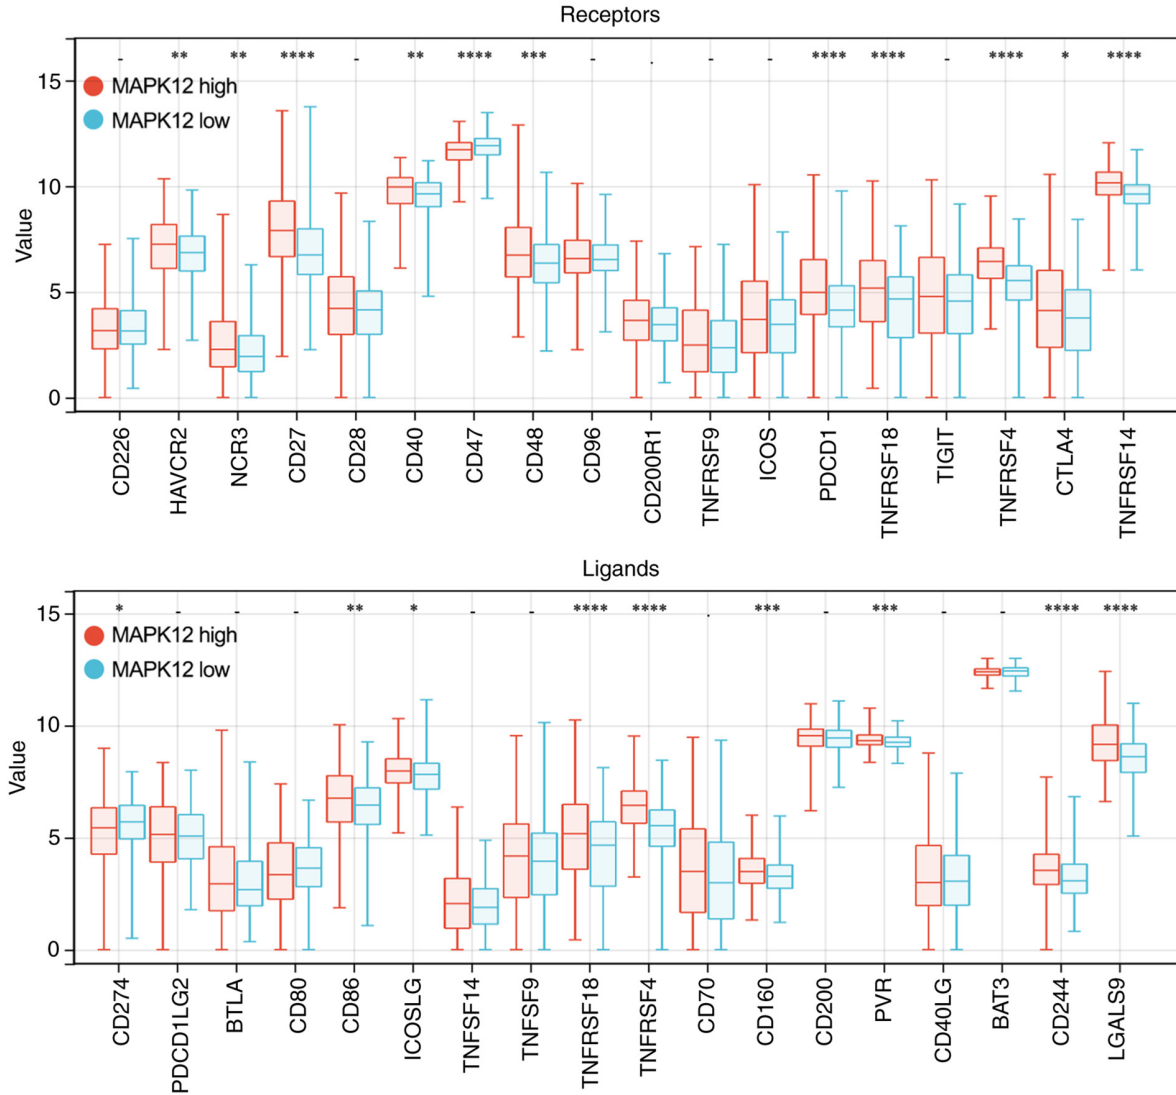 Receptors
- ** ** **** - ** **** *** - . - - **** **** - **** * ****
15
MAPK12 high
MAPK12 low
10
Value
5
0
CD226
HAVCR2
NCR3
CD27
CD28
CD40
CD47
CD48
CD96
CD200R1
TNFRSF9
ICOS
PDCD1
TNFRSF18
TIGIT
TNFRSF4
CTLA4
TNFRSF14
Ligands
* - - - ** * - - **** **** . *** - *** - - **** ****
15
MAPK12 high
MAPK12 low
10
Value
5
0
CD274
PDCD1LG2
BTLA
CD80
CD86
ICOSLG
TNFSF14
TNFSF9
TNFRSF18
TNFRSF4
CD70
CD160
CD200
PVR
CD40LG
BAT3
CD244
LGALS9